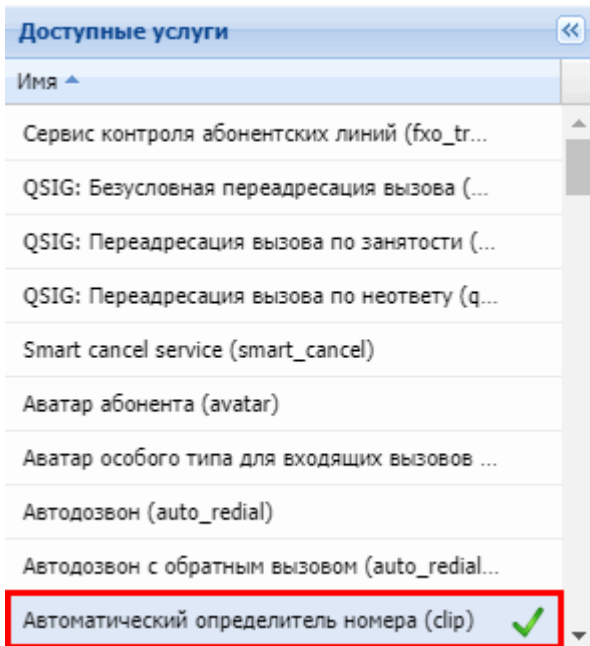 Доступные услуги
Имя
Сервис контроля абонентских линий (fxo_tr...
QSIG: Безусловная переадресация вызова (...
QSIG: Переадресация вызова по занятости (...
QSIG: Переадресация вызова по неответу (q...
Smart cancel service (smart_cancel)
Аватар абонента (avatar)
Аватар особого типа для входящих вызовов ...
Автодозвон (auto_redial)
Автодозвон с обратным вызовом (auto_redial...
Автоматический определитель номера (clip)